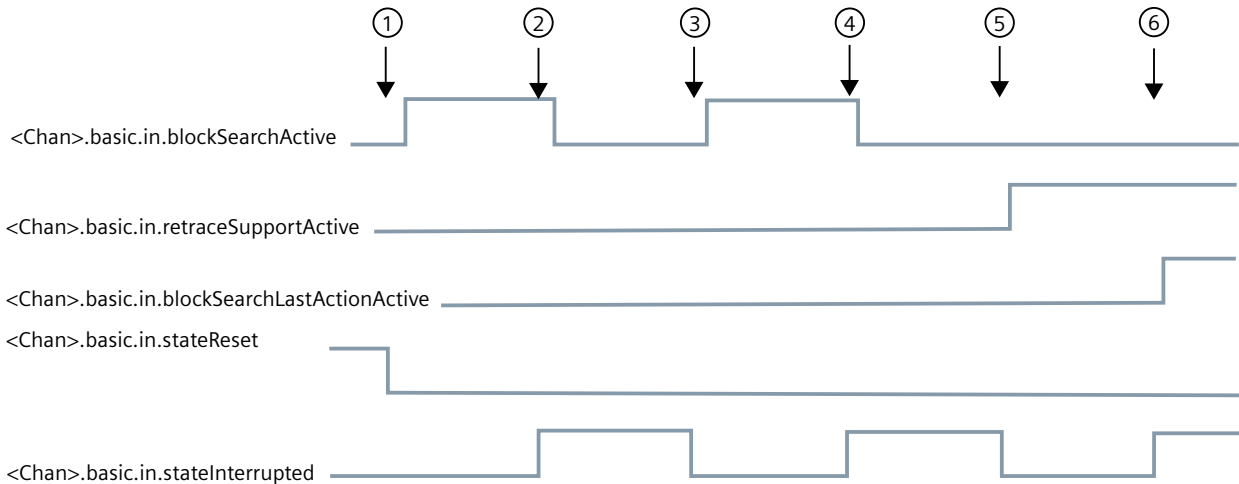 ① ② ③ ④ ⑤ ⑥
<Chan>.basic.in.blockSearchActive
<Chan>.basic.in.retraceSupportActive
<Chan>.basic.in.blockSearchLastActionActive
<Chan>.basic.in.stateReset
<Chan>.basic.in.stateInterrupted